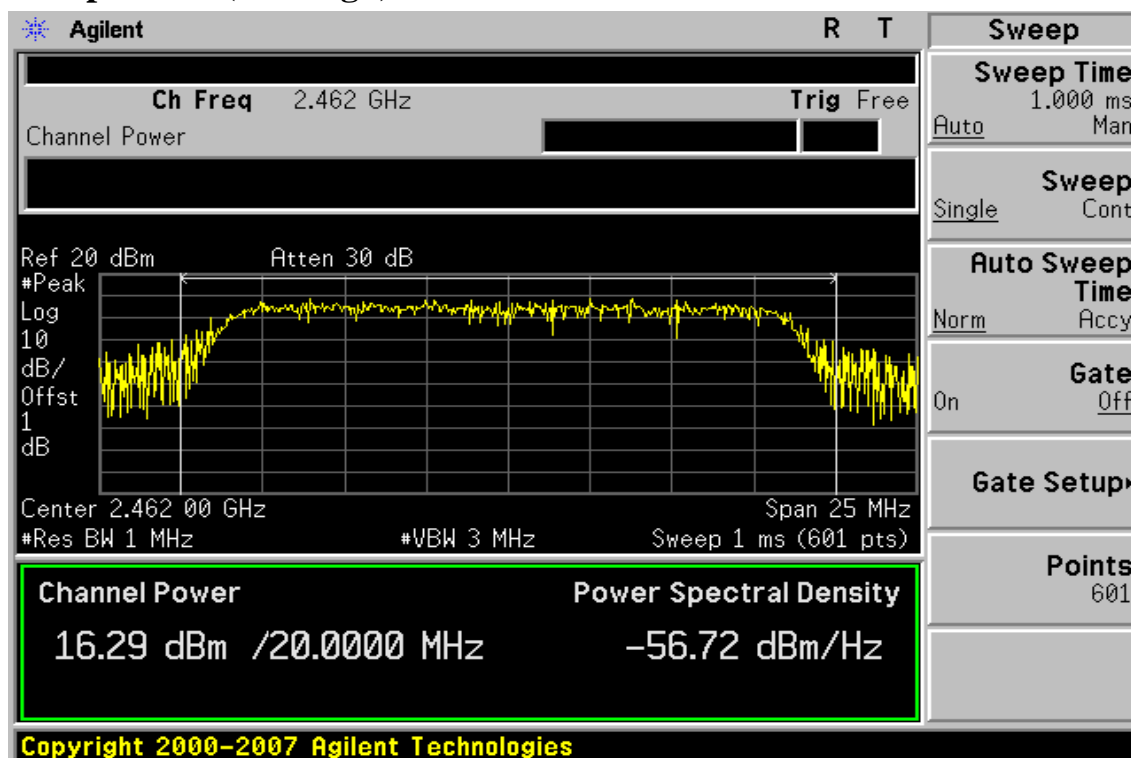 Agilent R T
Ch Freq 2.462 GHz Trig Free
Channel Power
Ref 20 dBm Atten 30 dB
#Peak
Log
10
dB/
Offst
1
dB
Center 2.462 00 GHz Span 25 MHz
#Res BW 1 MHz #VBW 3 MHz Sweep 1 ms (601 pts)
Channel Power Power Spectral Density
16.29 dBm /20.0000 MHz -56.72 dBm/Hz
Copyright 2000-2007 Agilent Technologies
Sweep
Sweep Time
1.000 ms
Auto Man
Sweep
Single Cont
Auto Sweep
Time
Norm Accy
Gate
On Off
Gate Setup
Points
601